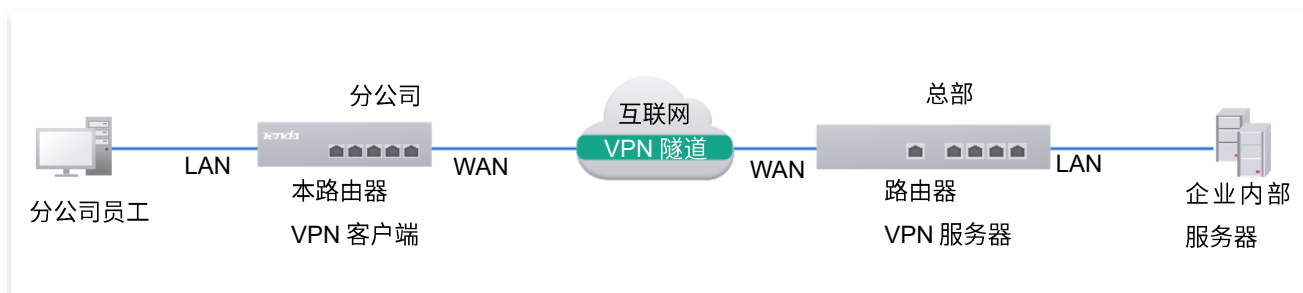 分公司
总部
互联网
Tenda
VPN 隧道
LAN
WAN
WAN
LAN
分公司员工
本路由器
VPN 客户端
路由器
VPN 服务器
企业内部
服务器